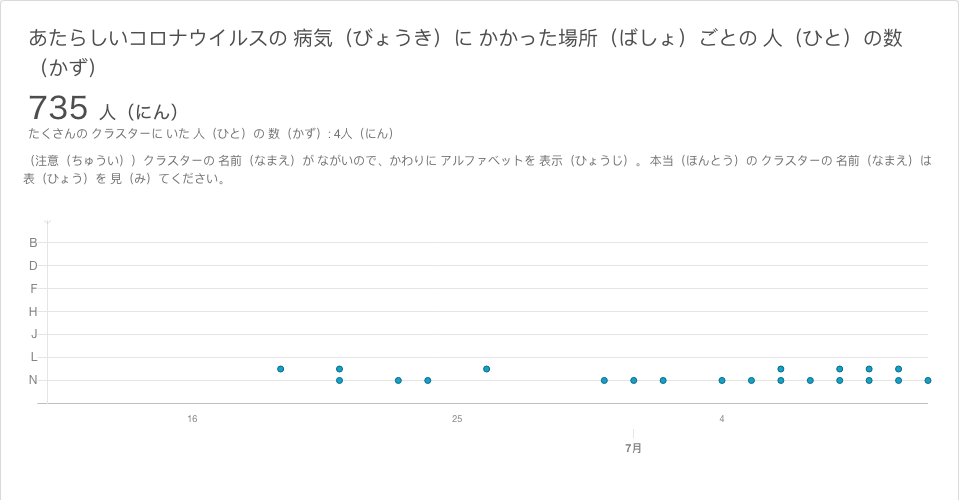 あたらしいコロナウイルスの 病気（びょうき）に かかった場所（ばしょ）ごとの 人（ひと）の数
（かず）
735 人（にん）
たくさんの クラスターに いた 人（ひと）の 数（かず）: 4人（にん）
（注意（ちゅうい））クラスターの 名前（なまえ）が ながいので、かわりに アルファベットを 表示（ひょうじ）。 本当（ほんとう）の クラスターの 名前（なまえ）は
表（ひょう）を 見（み）てください。
B
D
F
H
J
L
N
16 25 4
7月